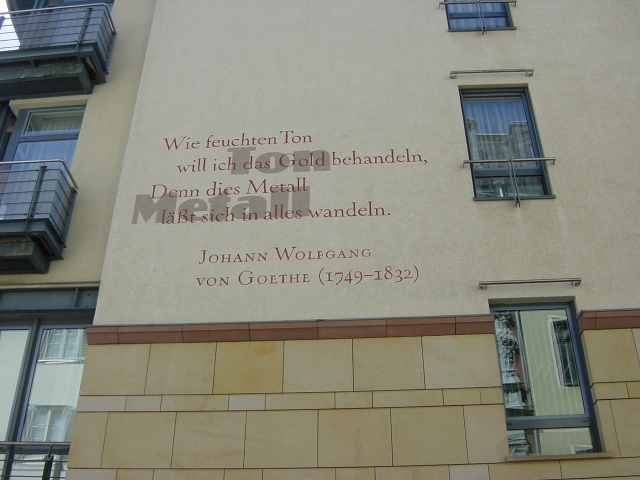 Wie feuchten Ton
Ton
will ich das Gold behandeln,
Denn dies Metall
Metall
läßt sich in alles wandeln.
JOHANN WOLFGANG
VON GOETHE (1749–1832)